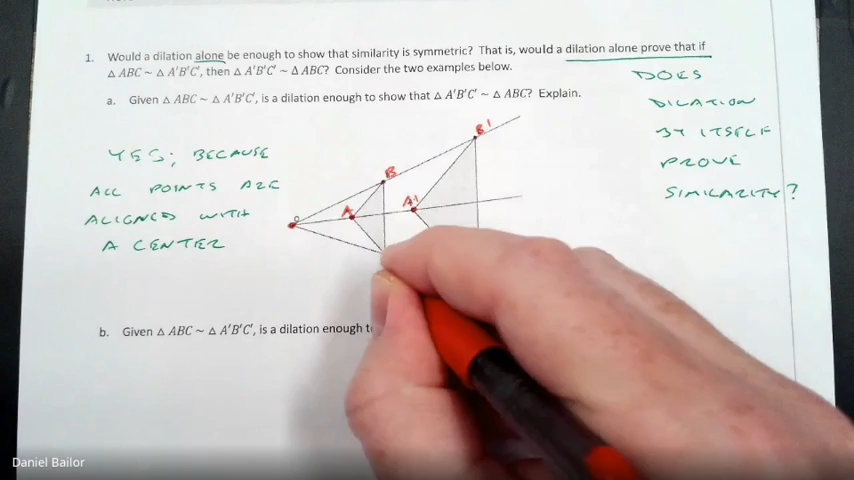 1. Would a dilation alone be enough to show that similarity is symmetric? That is, would a dilation alone prove that if
△ ABC ~ △ A'B'C', then △ A'B'C' ~ △ ABC? Consider the two examples below.
a. Given △ ABC ~ △ A'B'C', is a dilation enough to show that △ A'B'C' ~ △ ABC? Explain.
DOES
DILATION
BY ITSELF
PROVE
SIMILARITY?
YES; BECAUSE
ALL POINTS ARE
ALIGNED WITH
A CENTER
B'
B
A
A'
O
b. Given △ ABC ~ △ A'B'C', is a dilation enough
Daniel Bailor